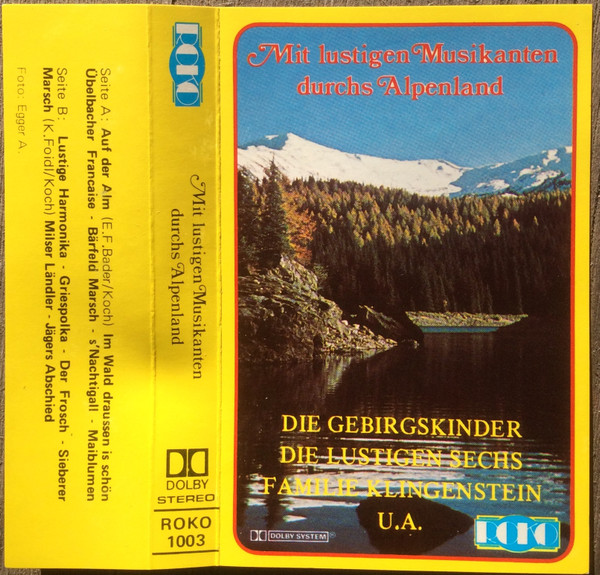 Seite A: Auf der Alm (E.F.Bader/Koch) Im Wald draussen is schön
Übelbacher Francaise - Bärfeld Marsch - s'Nachtigall - Maiblumen
Seite B: Lustige Harmonika - Griespolka - Der Frosch - Sieberer
Marsch (K.Foidl/Koch) Milser Ländler - Jägers Abschied
Foto: Egger A.
ROKO
Mit lustigen Musikanten
durchs Alpenland
DOLBY
STEREO
ROKO
1003
Mit lustigen Musikanten
durchs Alpenland
DIE GEBIRGSKINDER
DIE LUSTIGEN SECHS
FAMILIE KLINGENSTEIN
U.A.
DOLBY SYSTEM
ROKO